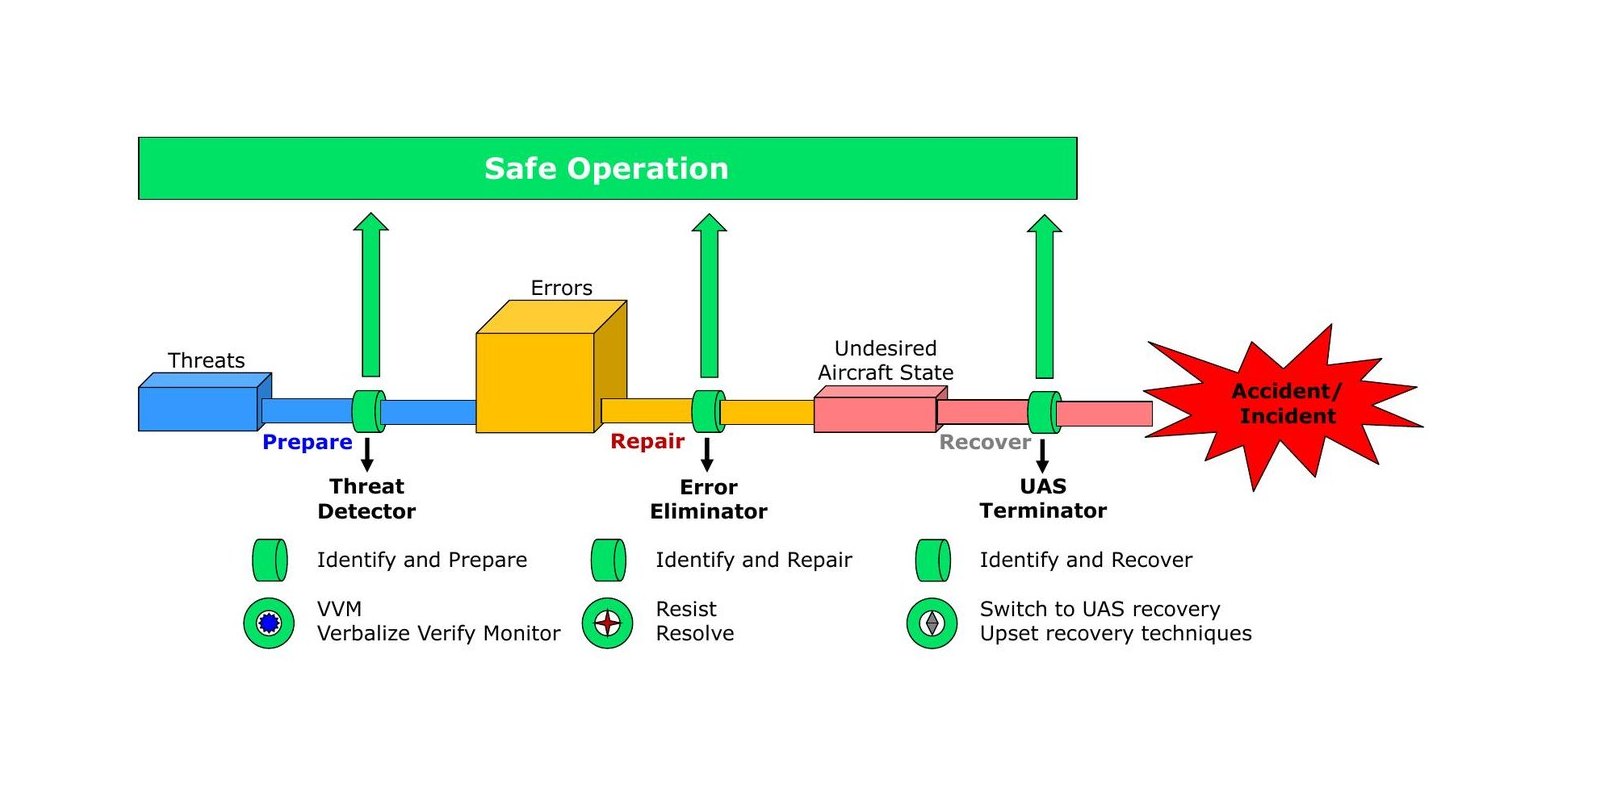 Safe Operation
Errors
Threats
Undesired
Aircraft State
Accident/
Incident
Prepare
Repair
Recover
Threat
Detector
Error
Eliminator
UAS
Terminator
Identify and Prepare
Identify and Repair
Identify and Recover
VVM
Verbalize Verify Monitor
Resist
Resolve
Switch to UAS recovery
Upset recovery techniques